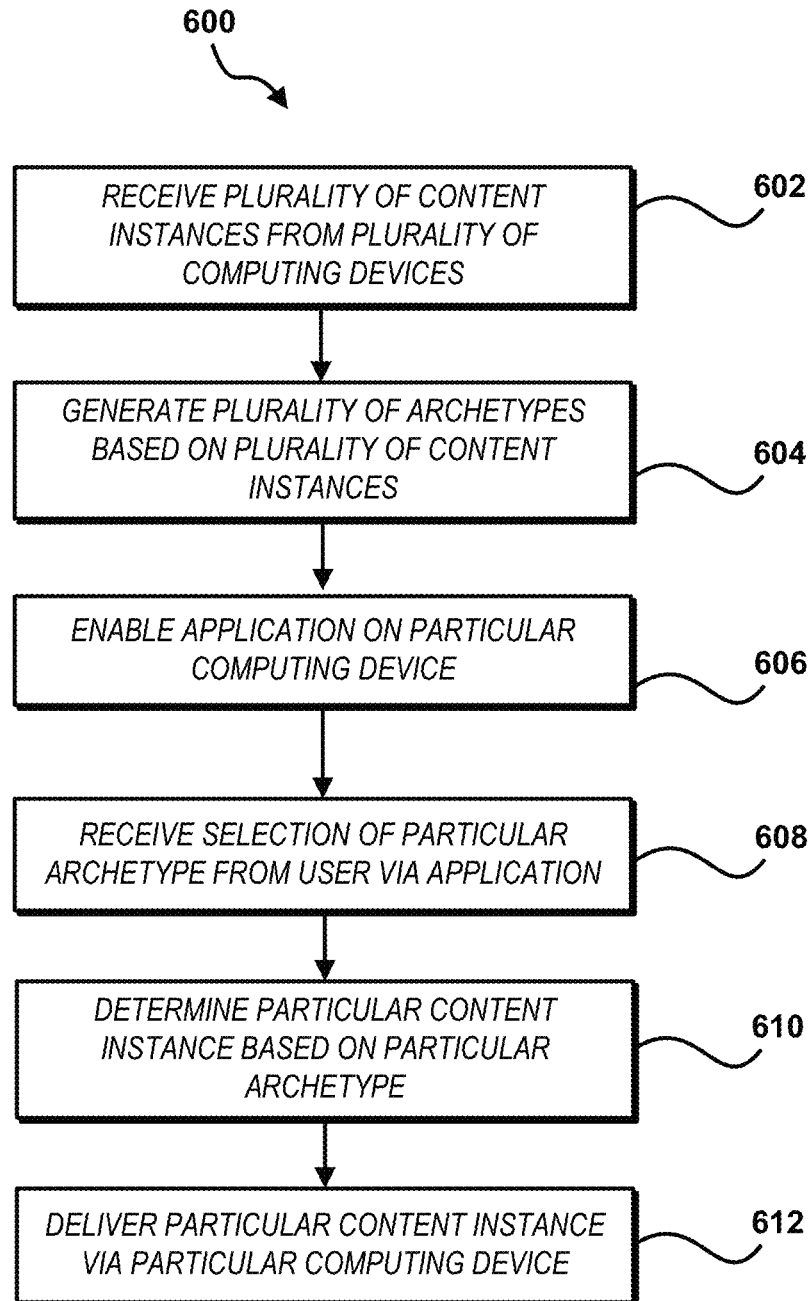 600
RECEIVE PLURALITY OF CONTENT
INSTANCES FROM PLURALITY OF
COMPUTING DEVICES
602
GENERATE PLURALITY OF ARCHETYPES
BASED ON PLURALITY OF CONTENT
INSTANCES
604
ENABLE APPLICATION ON PARTICULAR
COMPUTING DEVICE
606
RECEIVE SELECTION OF PARTICULAR
ARCHETYPE FROM USER VIA APPLICATION
608
DETERMINE PARTICULAR CONTENT
INSTANCE BASED ON PARTICULAR
ARCHETYPE
610
DELIVER PARTICULAR CONTENT INSTANCE
VIA PARTICULAR COMPUTING DEVICE
612